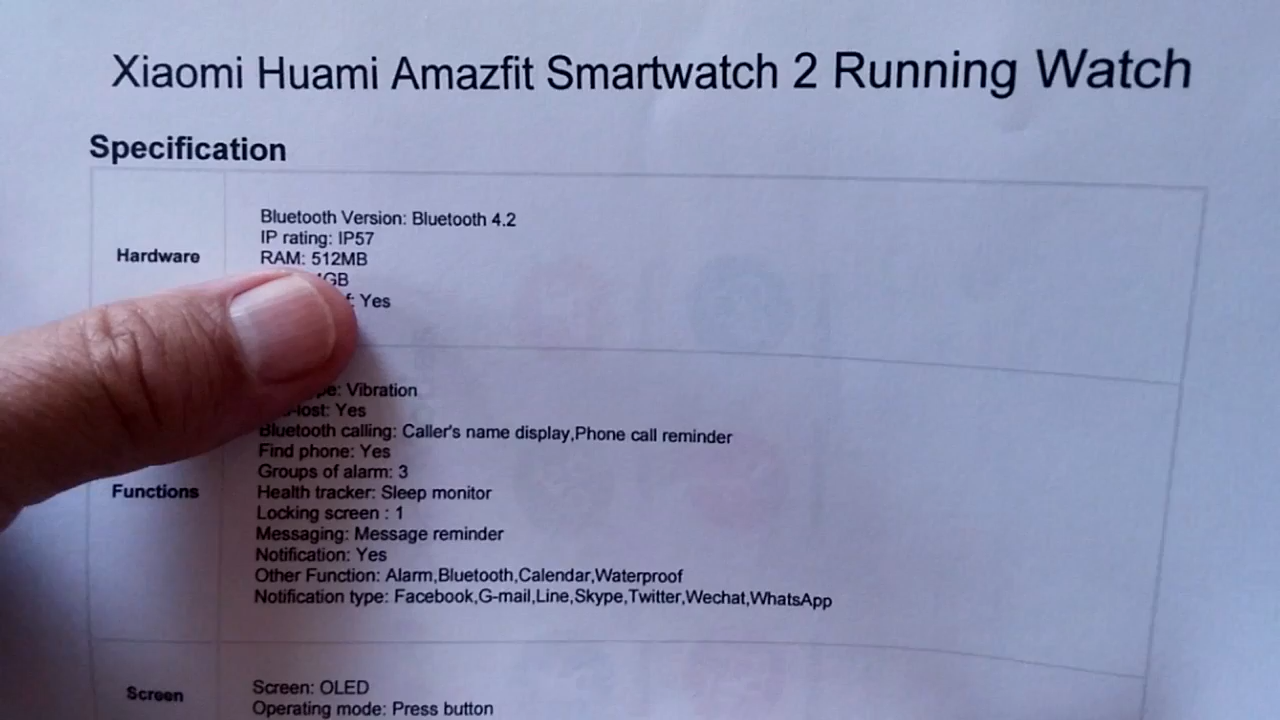 Xiaomi Huami Amazfit Smartwatch 2 Running Watch
Specification
Hardware
Bluetooth Version: Bluetooth 4.2
IP rating: IP57
RAM: 512MB
Yes
Functions
Vibration
Yes
Bluetooth calling: Caller's name display,Phone call reminder
Find phone: Yes
Groups of alarm: 3
Health tracker: Sleep monitor
Locking screen : 1
Messaging: Message reminder
Notification: Yes
Other Function: Alarm,Bluetooth,Calendar,Waterproof
Notification type: Facebook,G-mail,Line,Skype,Twitter,Wechat,WhatsApp
Screen
Screen: OLED
Operating mode: Press button